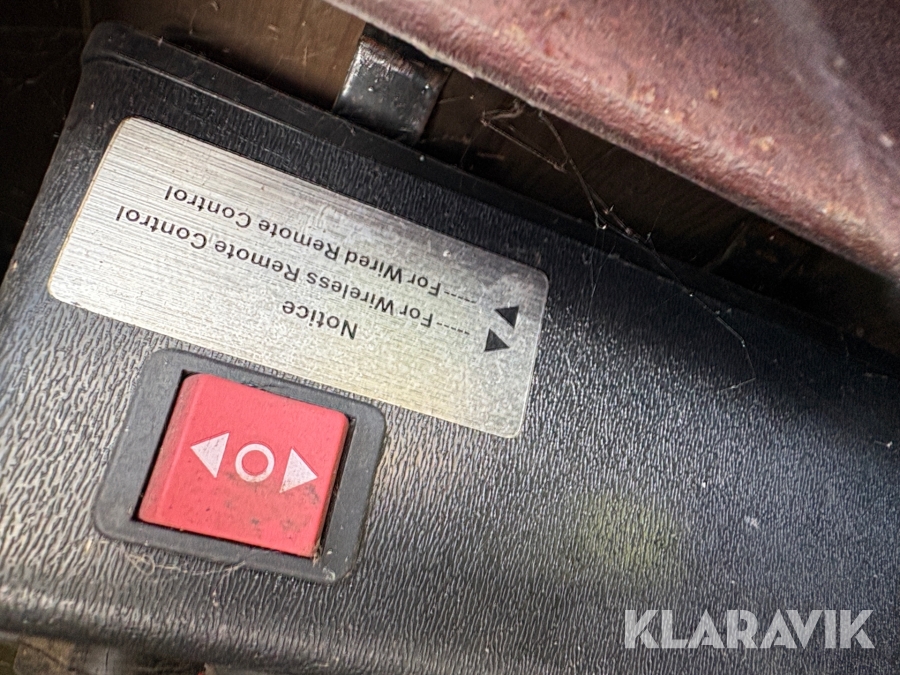 Notice
▲ ---- For Wireless Remote Control
▼ ---- For Wired Remote Control
KLARAVIK